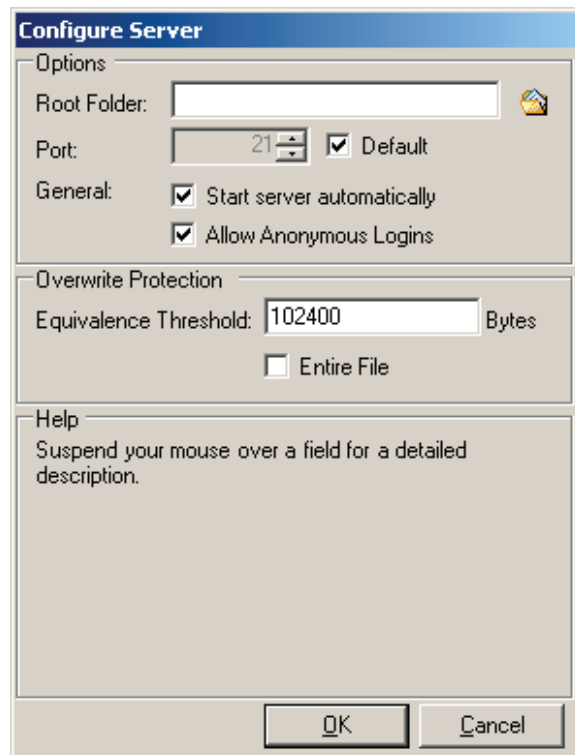 Configure Server
Options
Root Folder:
Port: 21 Default
General: Start server automatically
Allow Anonymous Logins
Overwrite Protection
Equivalence Threshold: 102400 Bytes
Entire File
Help
Suspend your mouse over a field for a detailed
description.
OK Cancel